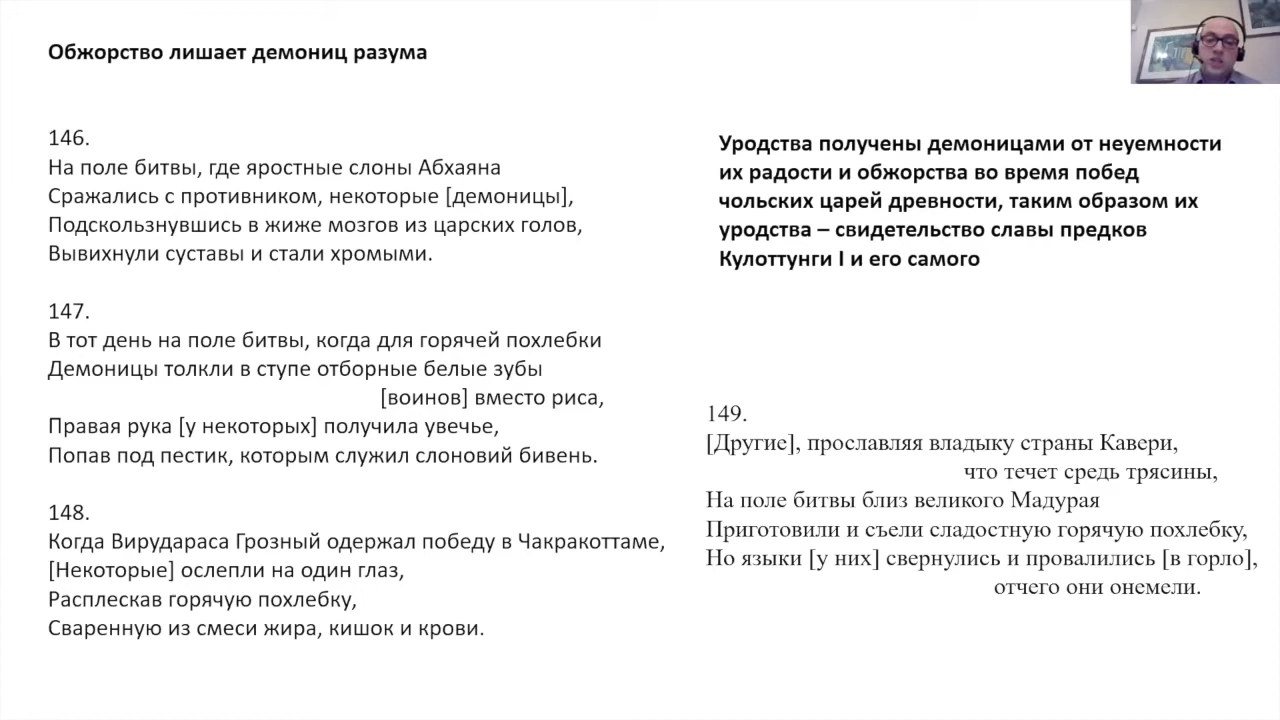 Обжорство лишает демониц разума
146.
На поле битвы, где яростные слоны Абхаяна
Сражались с противником, некоторые [демоницы],
Подскользнувшись в жиже мозгов из царских голов,
Вывихнули суставы и стали хромыми.
147.
В тот день на поле битвы, когда для горячей похлебки
Демоницы толкли в ступе отборные белые зубы
[воинов] вместо риса,
Правая рука [у некоторых] получила увечье,
Попав под пестик, которым служил слоновий бивень.
148.
Когда Вирудараса Грозный одержал победу в Чакракоттаме,
[Некоторые] ослепли на один глаз,
Расплескав горячую похлебку,
Сваренную из смеси жира, кишок и крови.
Уродства получены демоницами от неуемности
их радости и обжорства во время побед
чольских царей древности, таким образом их
уродства – свидетельство славы предков
Кулоттунги I и его самого
149.
[Другие], прославляя владыку страны Кавери,
что течет средь трясины,
На поле битвы близ великого Мадурая
Приготовили и съели сладостную горячую похлебку,
Но языки [у них] свернулись и провалились [в горло],
отчего они онемели.